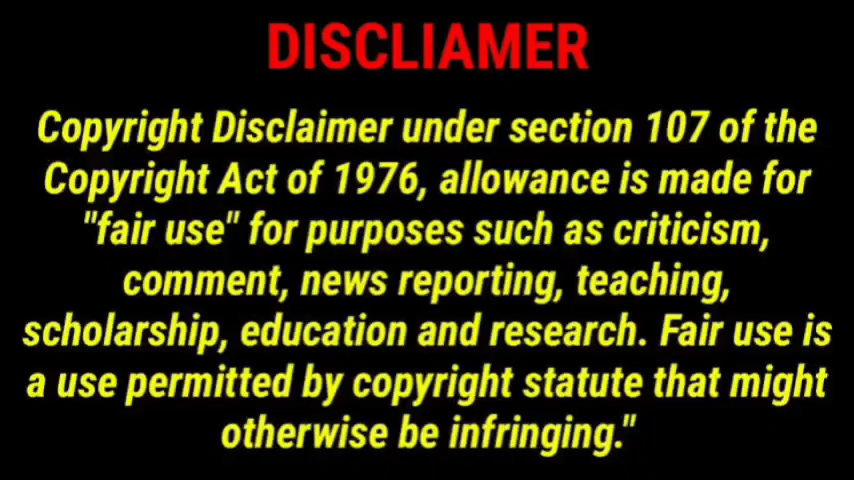 DISCLIAMER
Copyright Disclaimer under section 107 of the
Copyright Act of 1976, allowance is made for
"fair use" for purposes such as criticism,
comment, news reporting, teaching,
scholarship, education and research. Fair use is
a use permitted by copyright statute that might
otherwise be infringing."